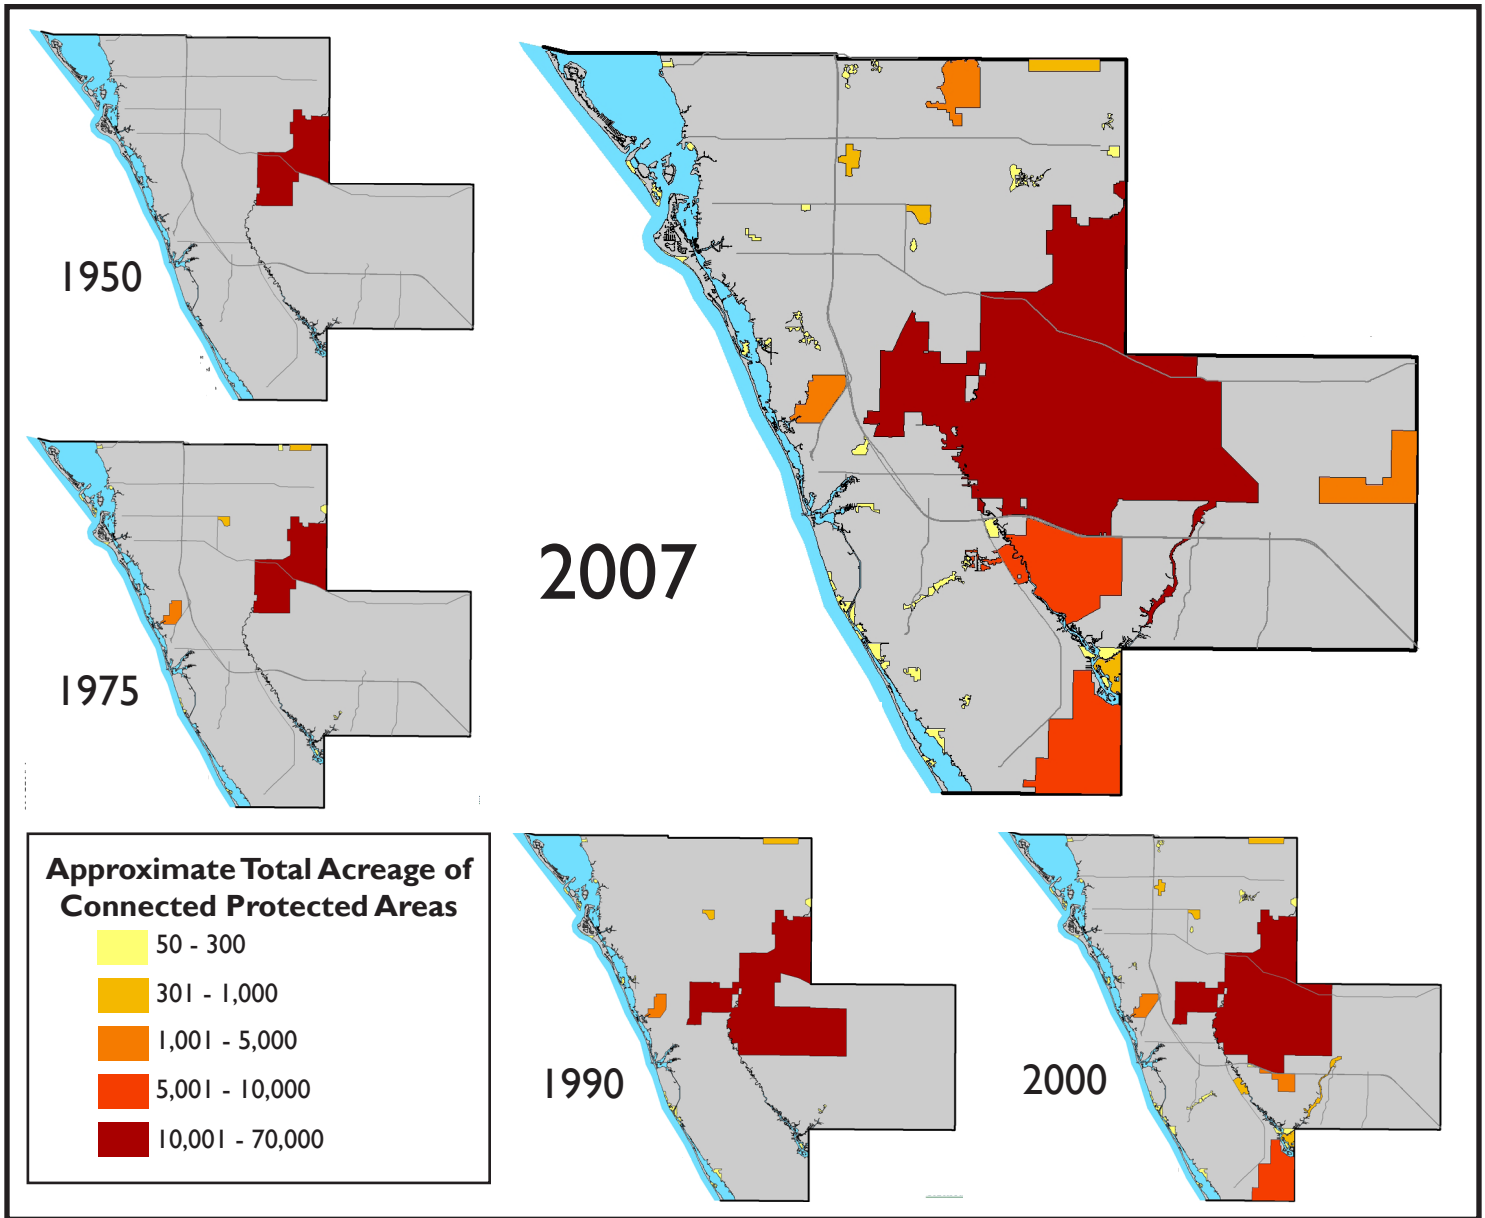 1950
2007
1975
Approximate Total Acreage of
Connected Protected Areas
50 - 300
301 - 1,000
1,001 - 5,000
5,001 - 10,000
10,001 - 70,000
1990
2000